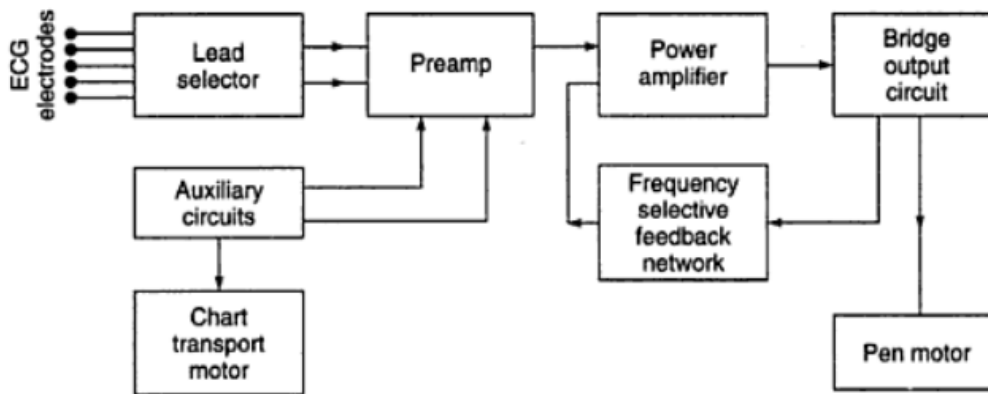 ECG
electrodes
Lead
selector
Preamp
Power
amplifier
Bridge
output
circuit
Auxiliary
circuits
Frequency
selective
feedback
network
Chart
transport
motor
Pen motor